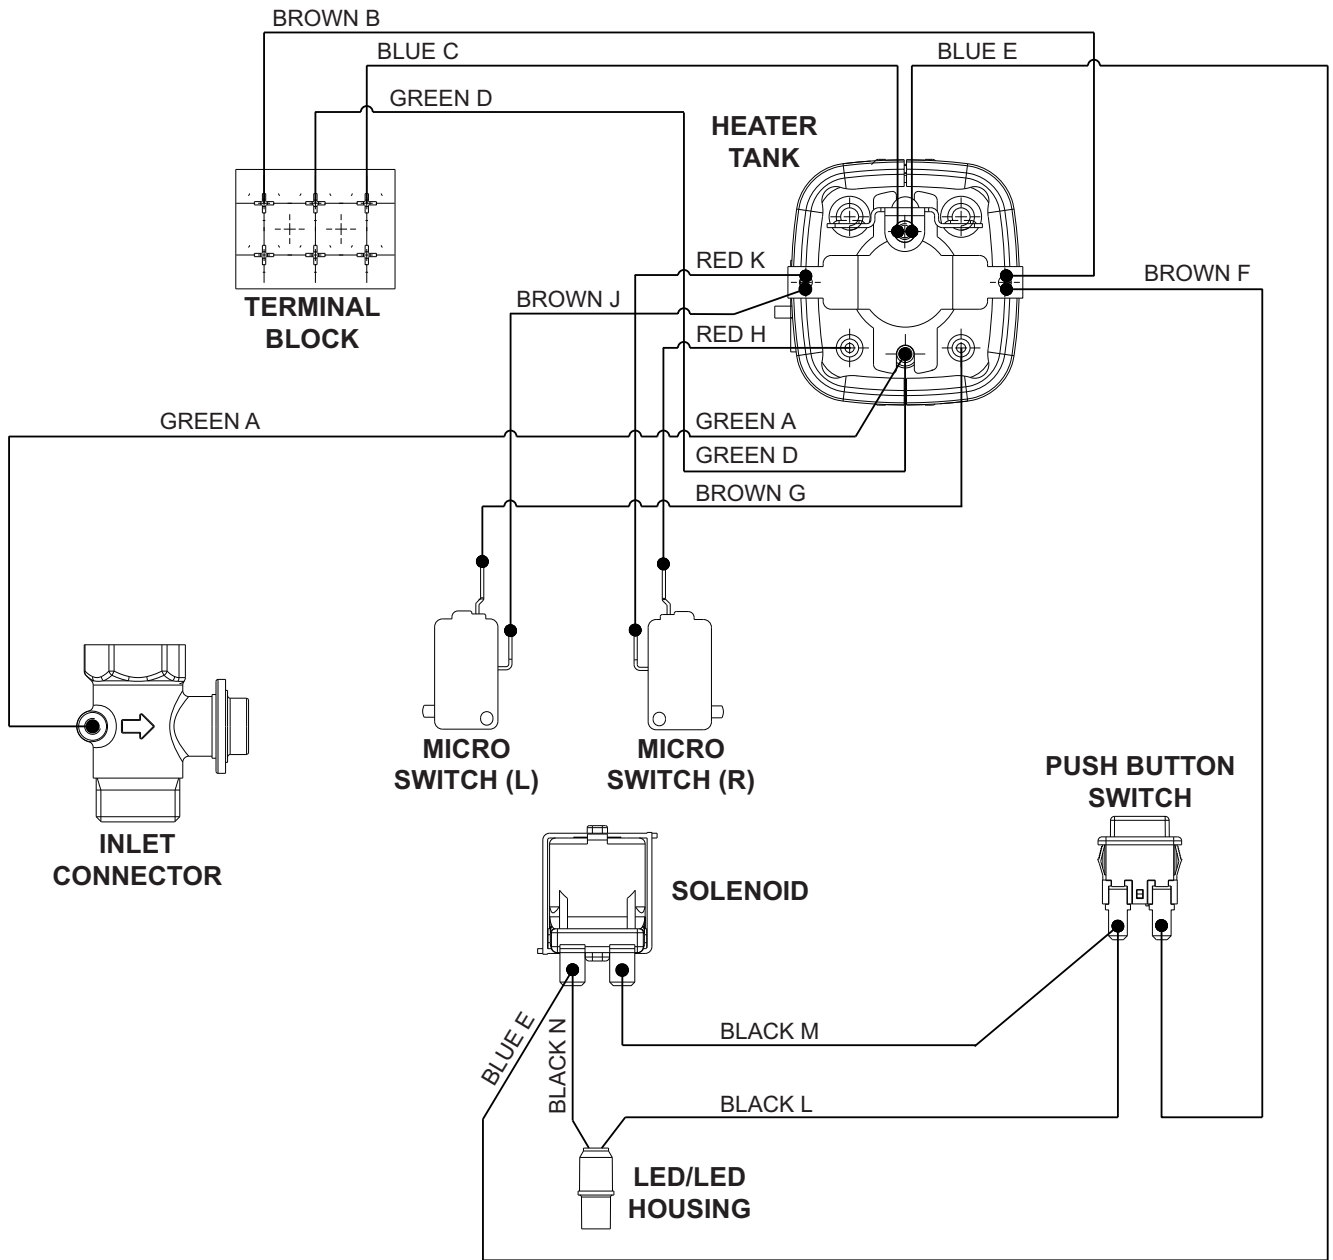 BROWN B
BLUE C
BLUE E
GREEN D
HEATER
TANK
RED K
BROWN F
BROWN J
TERMINAL
BLOCK
RED H
GREEN A
GREEN A
GREEN D
BROWN G
MICRO
SWITCH (L)
MICRO
SWITCH (R)
PUSH BUTTON
SWITCH
INLET
CONNECTOR
SOLENOID
BLUE E
BLACK N
BLACK M
BLACK L
LED/LED
HOUSING